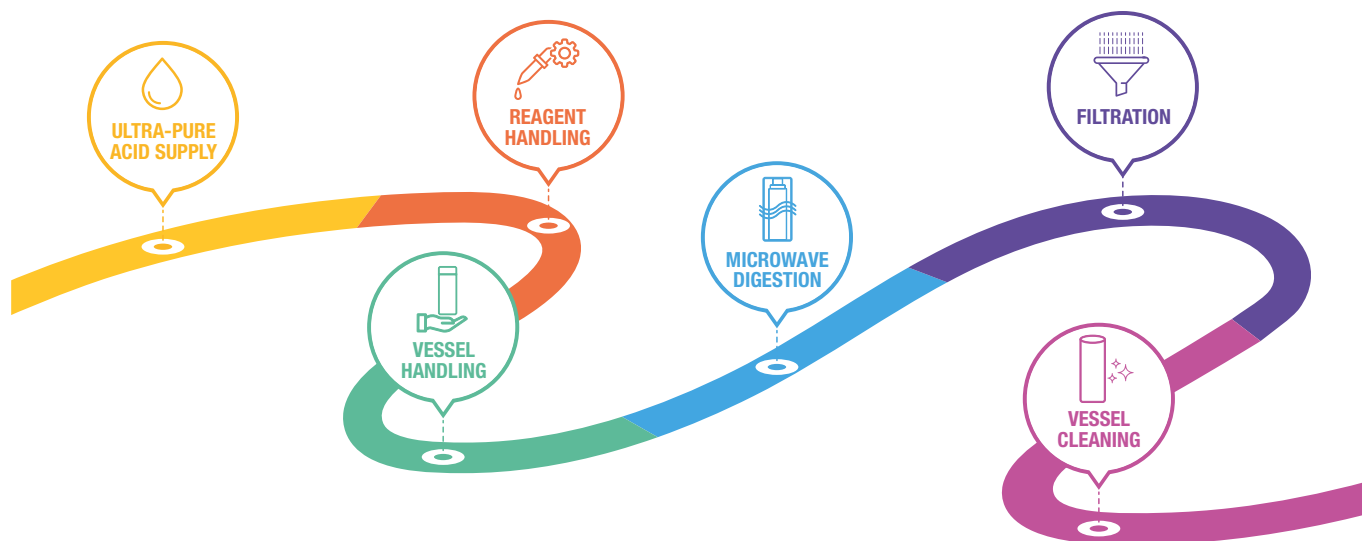 ULTRA-PURE
ACID SUPPLY
REAGENT
HANDLING
VESSEL
HANDLING
MICROWAVE
DIGESTION
FILTRATION
VESSEL
CLEANING